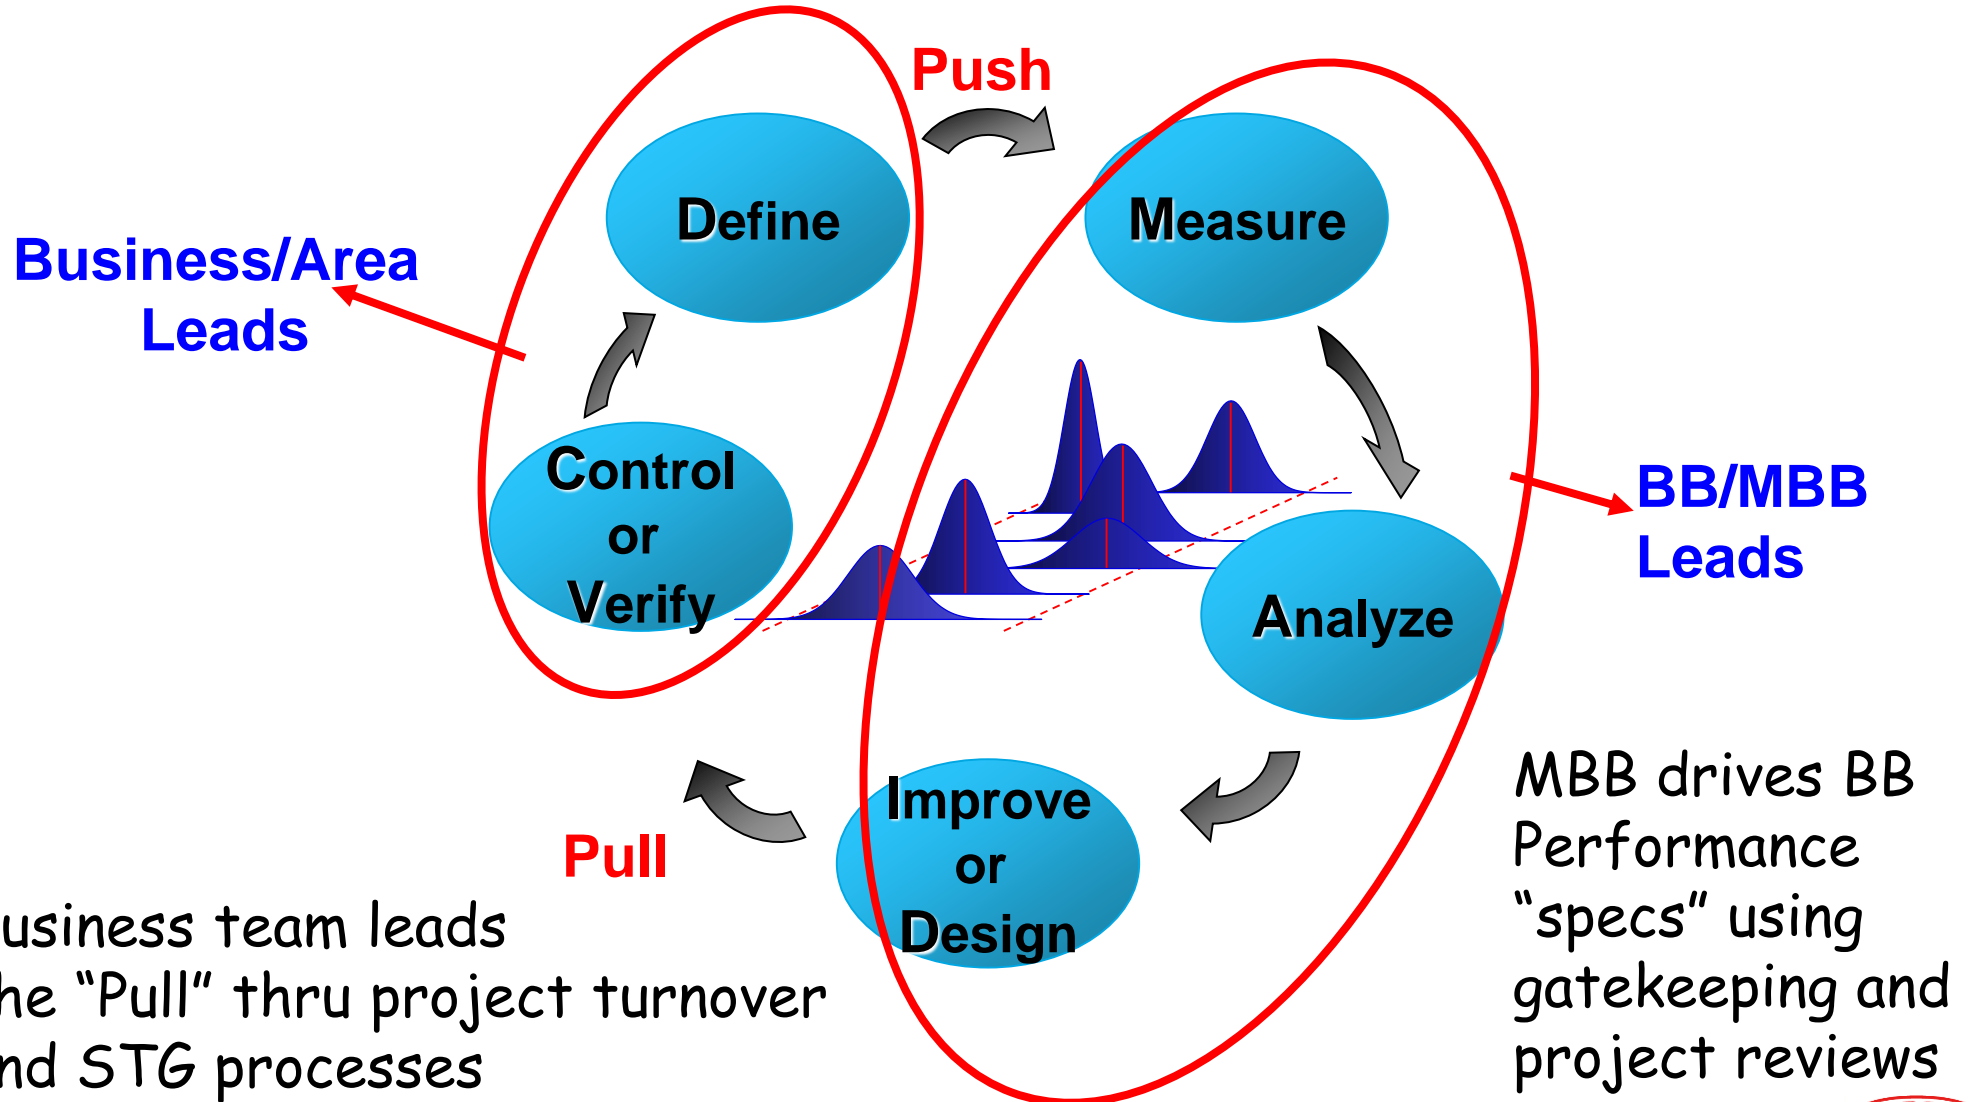 Push
Define
Measure
Business/Area
Leads
Control
or
Verify
BB/MBB
Leads
Analyze
Improve
or
Design
Pull
usiness team leads
he “Pull” thru project turnover
nd STG processes
MBB drives BB
Performance
“specs” using
gatekeeping and
project reviews